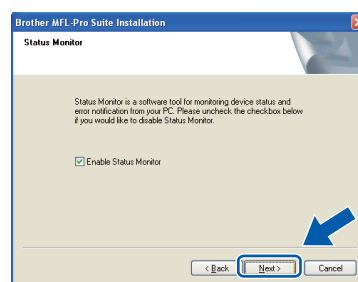 Brother MFL-Pro Suite Installation
Status Monitor
Status Monitor is a software tool for monitoring device status and
error notification from your PC. Please uncheck the checkbox below
if you would like to disable Status Monitor.
Enable Status Monitor
< Back
Next >
Cancel